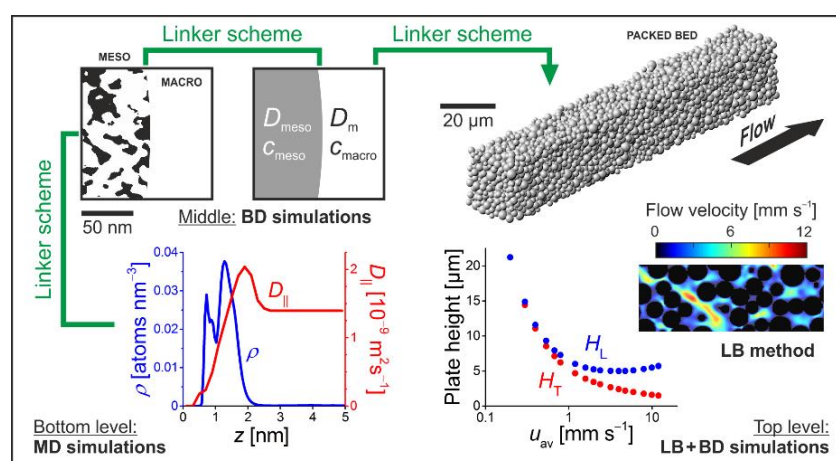 Linker scheme
Linker scheme
MESO
MACRO
PACKED BED
D_meso
c_meso
D_m
c_macro
20 µm
Flow
Linker scheme
50 nm
Middle: BD simulations
Flow velocity [mm s⁻¹]
0 6 12
ρ [atoms nm⁻³]
0.04
0.03
0.02
0.01
0
D_||
ρ
2
1
0
D_|| [10⁻⁹ m²s⁻¹]
0 1 2 3 4 5
z [nm]
Plate height [µm]
20
15
10
5
0
H_L
H_T
0.1 1 10
u_av [mm s⁻¹]
LB method
Bottom level:
MD simulations
Top level:
LB+BD simulations